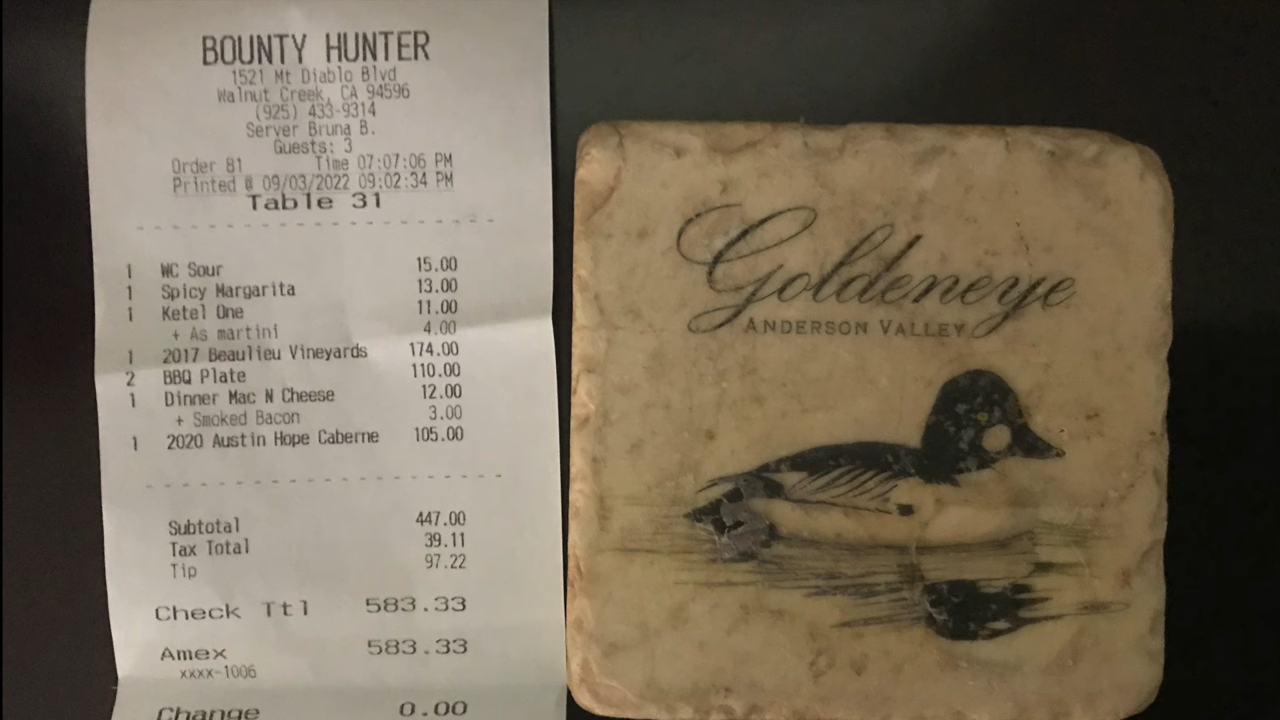 BOUNTY HUNTER
1521 Mt Diablo Blvd
Walnut Creek, CA 94596
(925) 433-9314
Server Bruna B.
Guests: 3
Order 81 Time 07:07:06 PM
Printed @ 09/03/2022 09:02:34 PM
Table 31
1 WC Sour 15.00
1 Spicy Margarita 13.00
1 Ketel One 11.00
+ As martini 4.00
1 2017 Beaulieu Vineyards 174.00
2 BBQ Plate 110.00
1 Dinner Mac N Cheese 12.00
+ Smoked Bacon 3.00
1 2020 Austin Hope Caberne 105.00
Subtotal 447.00
Tax Total 39.11
Tip 97.22
Check Ttl 583.33
Amex 583.33
xxxx-1006
Change 0.00
Goldeneye
ANDERSON VALLEY